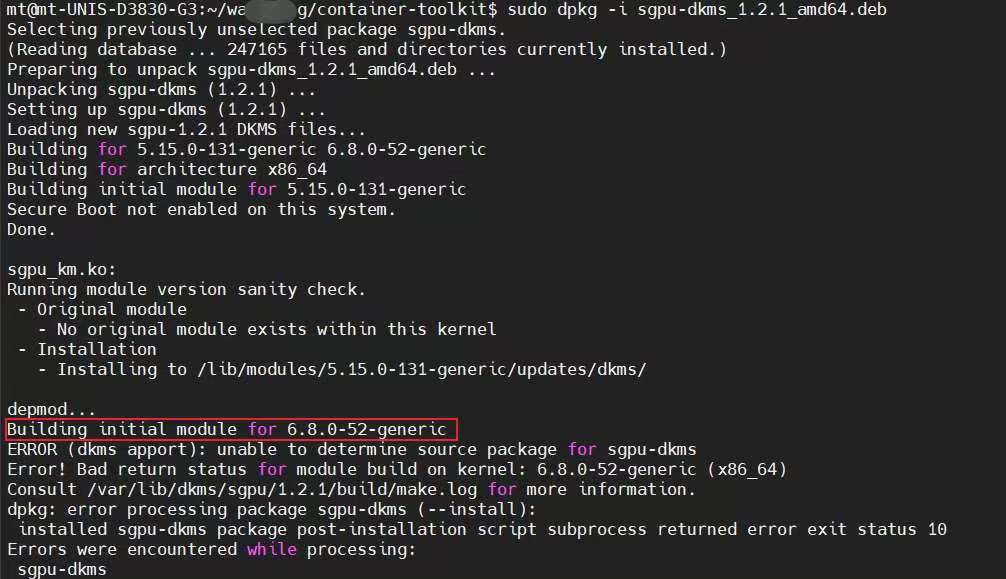 mt@mt-UNIS-D3830-G3:~/wa g/container-toolkit$ sudo dpkg -i sgpu-dkms_1.2.1_amd64.deb
Selecting previously unselected package sgpu-dkms.
(Reading database ... 247165 files and directories currently installed.)
Preparing to unpack sgpu-dkms_1.2.1_amd64.deb ...
Unpacking sgpu-dkms (1.2.1) ...
Setting up sgpu-dkms (1.2.1) ...
Loading new sgpu-1.2.1 DKMS files...
Building for 5.15.0-131-generic 6.8.0-52-generic
Building for architecture x86_64
Building initial module for 5.15.0-131-generic
Secure Boot not enabled on this system.
Done.
sgpu_km.ko:
Running module version sanity check.
 - Original module
   - No original module exists within this kernel
 - Installation
   - Installing to /lib/modules/5.15.0-131-generic/updates/dkms/
depmod...
Building initial module for 6.8.0-52-generic
ERROR (dkms apport): unable to determine source package for sgpu-dkms
Error! Bad return status for module build on kernel: 6.8.0-52-generic (x86_64)
Consult /var/lib/dkms/sgpu/1.2.1/build/make.log for more information.
dpkg: error processing package sgpu-dkms (--install):
 installed sgpu-dkms package post-installation script subprocess returned error exit status 10
Errors were encountered while processing:
 sgpu-dkms